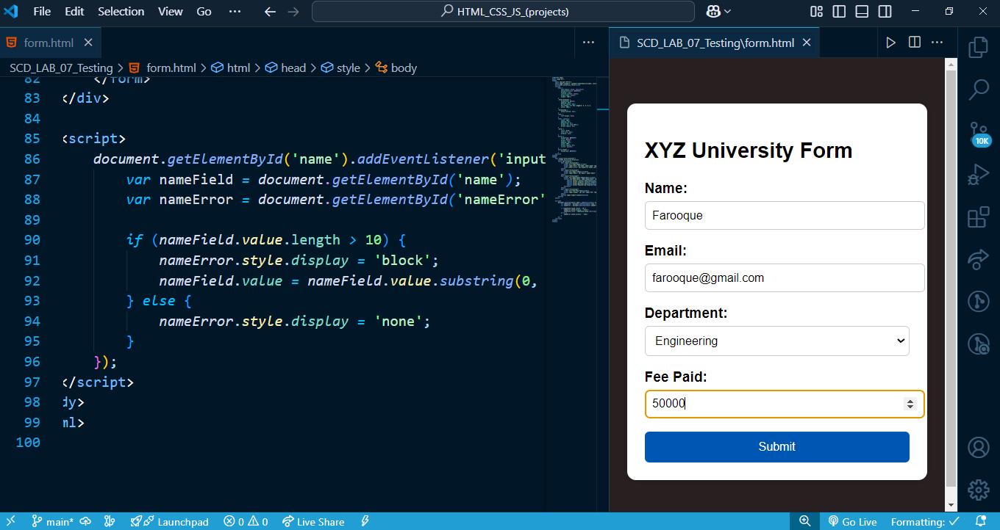 File Edit Selection View Go ··· HTML_CSS_JS_(projects)
form.html
SCD_LAB_07_Testing > form.html > html > head > style > body
82 </form>
83 </div>
84
85 <script>
86 document.getElementById('name').addEventListener('input
87 var nameField = document.getElementById('name');
88 var nameError = document.getElementById('nameError'
89
90 if (nameField.value.length > 10) {
91 nameError.style.display = 'block';
92 nameField.value = nameField.value.substring(0,
93 } else {
94 nameError.style.display = 'none';
95 }
96 });
97 </script>
98 dy>
99 ml>
100
SCD_LAB_07_Testing\form.html
XYZ University Form
Name:
Farooque
Email:
farooque@gmail.com
Department:
Engineering
Fee Paid:
50000
Submit
10K
main* Launchpad 0 0 Live Share Go Live Formatting: ✓